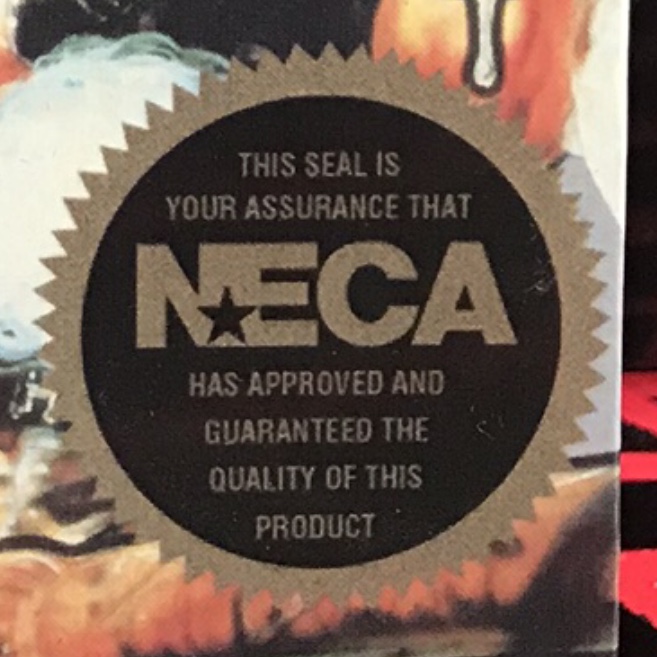 THIS SEAL IS
YOUR ASSURANCE THAT
NECA
HAS APPROVED AND
GUARANTEED THE
QUALITY OF THIS
PRODUCT